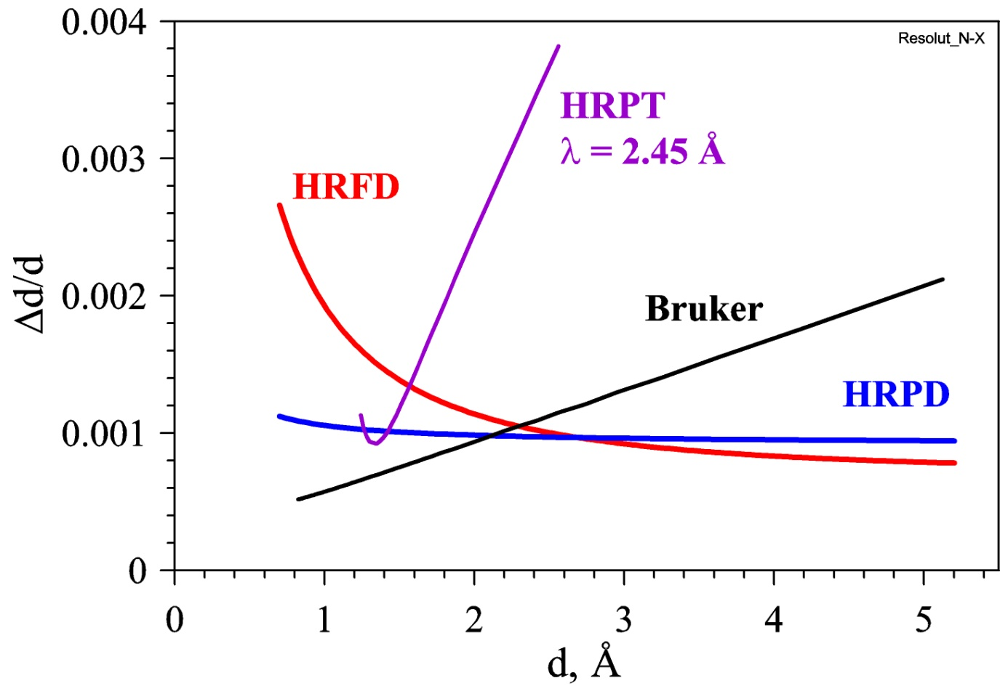 0.004
Resolut_N-X
HRPT
λ = 2.45 Å
0.003
HRFD
Δd/d
0.002
Bruker
HRPD
0.001
0
0 1 2 3 4 5
d, Å